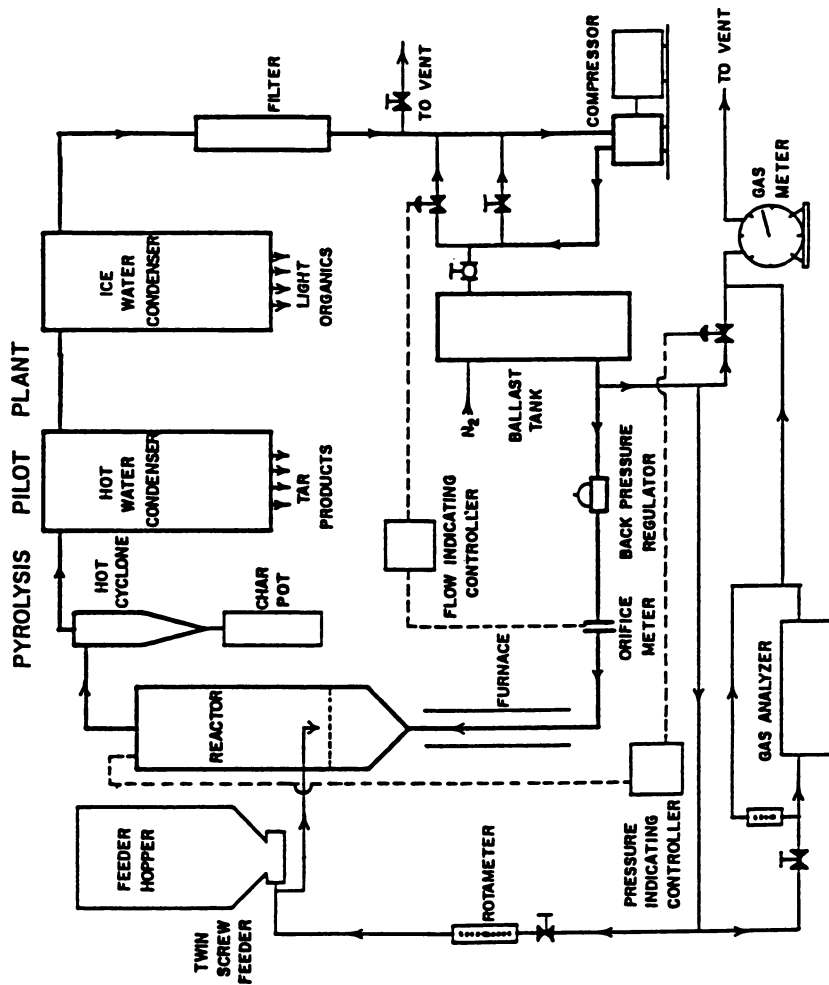 PYROLYSIS PILOT PLANT
FEEDER
HOPPER
TWIN
SCREW
FEEDER
REACTOR
HOT
CYCLONE
CHAR
POT
HOT
WATER
CONDENSER
TAR
PRODUCTS
ICE
WATER
CONDENSER
LIGHT
ORGANICS
FILTER
TO VENT
COMPRESSOR
FLOW INDICATING
CONTROLLER
N2
BALLAST
TANK
FURNACE
ORIFICE
METER
BACK PRESSURE
REGULATOR
GAS
METER
TO VENT
ROTAMETER
PRESSURE
INDICATING
CONTROLLER
GAS ANALYZER